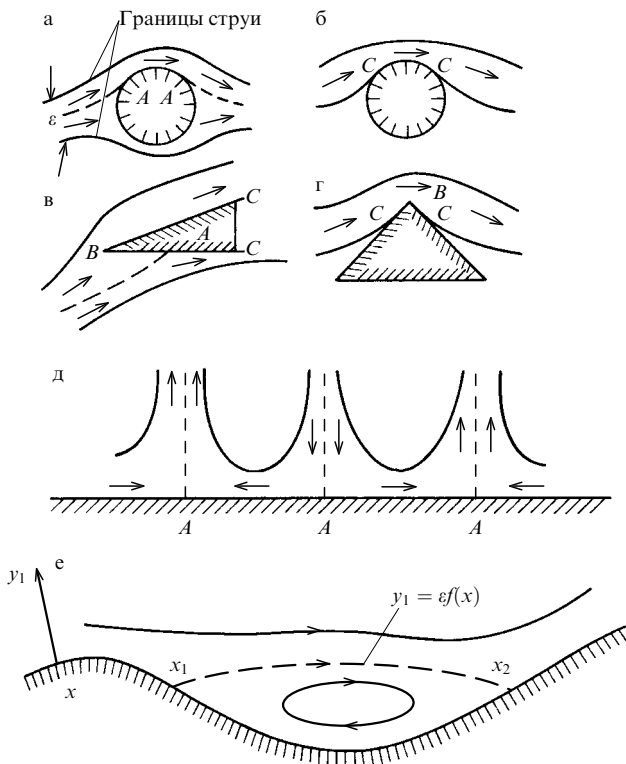 а Границы струи б
ε A A
C C
в г
B A C C
C B C
д
A A A
е
y₁
y₁ = εf(x)
x x₁ x₂